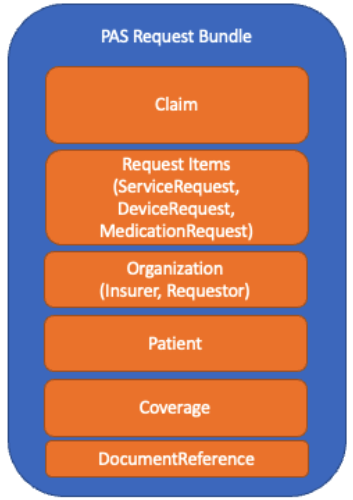 PAS Request Bundle
Claim
Request Items
(ServiceRequest,
DeviceRequest,
MedicationRequest)
Organization
(Insurer, Requestor)
Patient
Coverage
DocumentReference